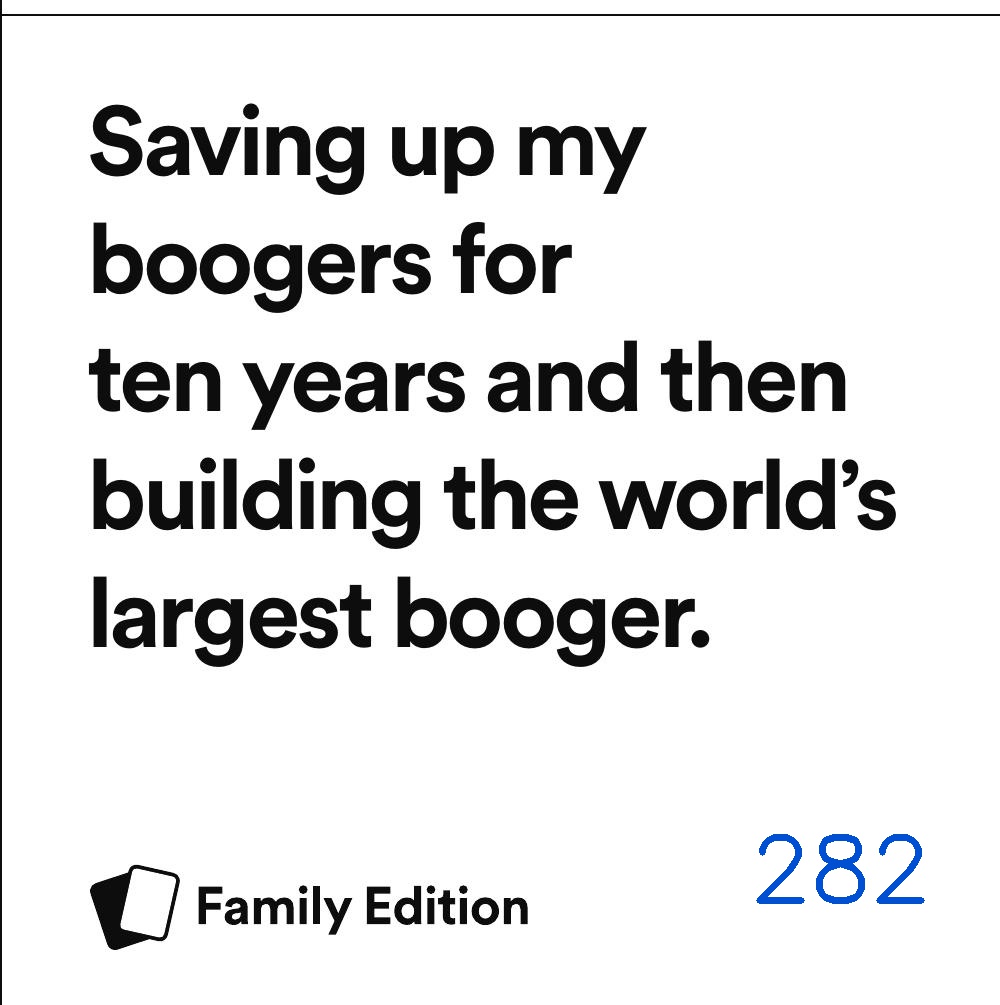 Saving up my
boogers for
ten years and then
building the world’s
largest booger.
Family Edition
282